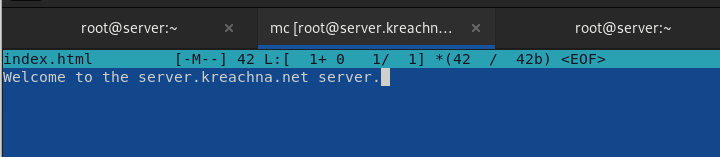 root@server:~ × mc [root@server.kreachn... × root@server:~
index.html [-M--] 42 L:[ 1+ 0 1/ 1] *(42 / 42b) <EOF>
Welcome to the server.kreachna.net server.